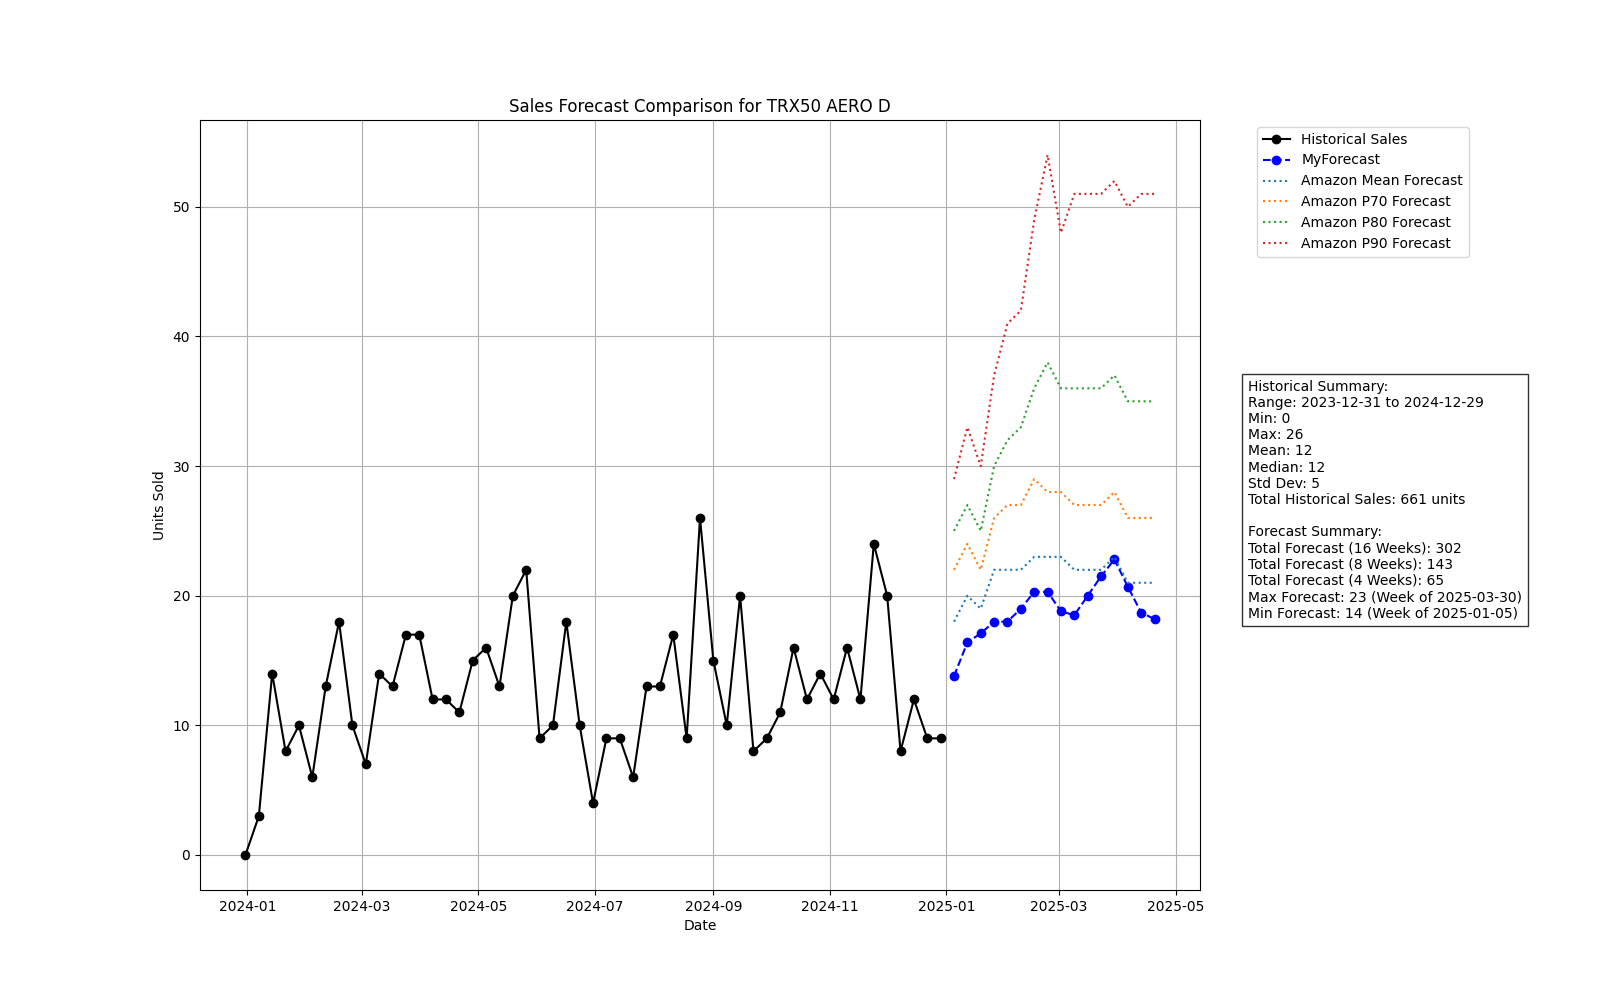 Sales Forecast Comparison for TRX50 AERO D
Historical Sales
MyForecast
Amazon Mean Forecast
Amazon P70 Forecast
Amazon P80 Forecast
Amazon P90 Forecast
Units Sold
50
40
30
20
10
0
2024-01
2024-03
2024-05
2024-07
2024-09
2024-11
2025-01
2025-03
2025-05
Date
Historical Summary:
Range: 2023-12-31 to 2024-12-29
Min: 0
Max: 26
Mean: 12
Median: 12
Std Dev: 5
Total Historical Sales: 661 units
Forecast Summary:
Total Forecast (16 Weeks): 302
Total Forecast (8 Weeks): 143
Total Forecast (4 Weeks): 65
Max Forecast: 23 (Week of 2025-03-30)
Min Forecast: 14 (Week of 2025-01-05)